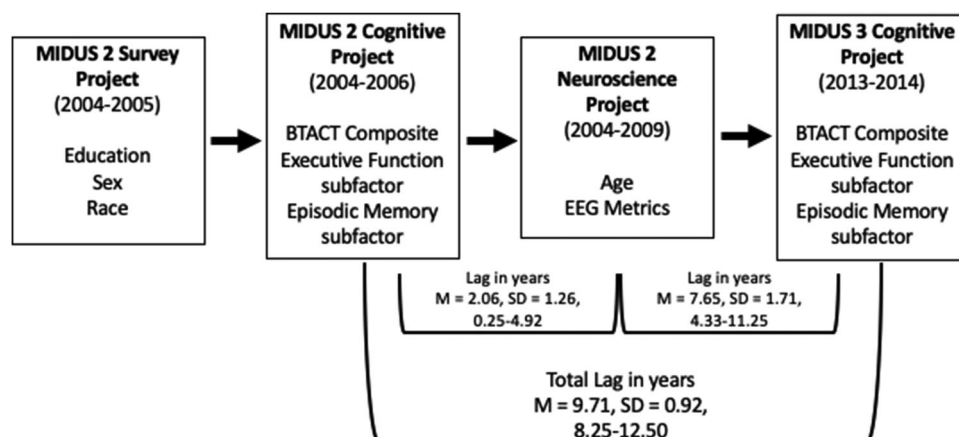 MIDUS 2 Survey
Project
(2004-2005)
Education
Sex
Race
MIDUS 2 Cognitive
Project
(2004-2006)
BTACT Composite
Executive Function
subfactor
Episodic Memory
subfactor
MIDUS 2
Neuroscience
Project
(2004-2009)
Age
EEG Metrics
MIDUS 3 Cognitive
Project
(2013-2014)
BTACT Composite
Executive Function
subfactor
Episodic Memory
subfactor
Lag in years
M = 2.06, SD = 1.26,
0.25-4.92
Lag in years
M = 7.65, SD = 1.71,
4.33-11.25
Total Lag in years
M = 9.71, SD = 0.92,
8.25-12.50